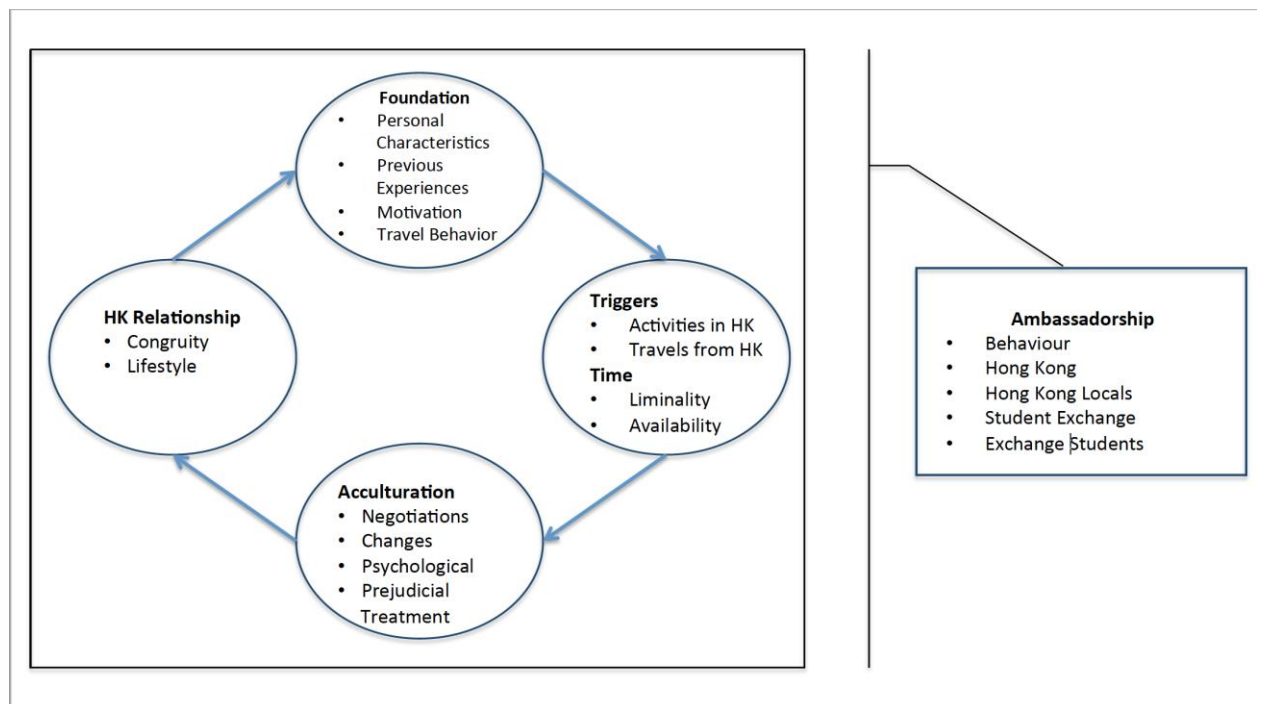 Foundation
• Personal
Characteristics
• Previous
Experiences
• Motivation
• Travel Behavior
Triggers
• Activities in HK
• Travels from HK
Time
• Liminality
• Availability
Acculturation
• Negotiations
• Changes
• Psychological
• Prejudicial
Treatment
HK Relationship
• Congruity
• Lifestyle
Ambassadorship
• Behaviour
• Hong Kong
• Hong Kong Locals
• Student Exchange
• Exchange Students